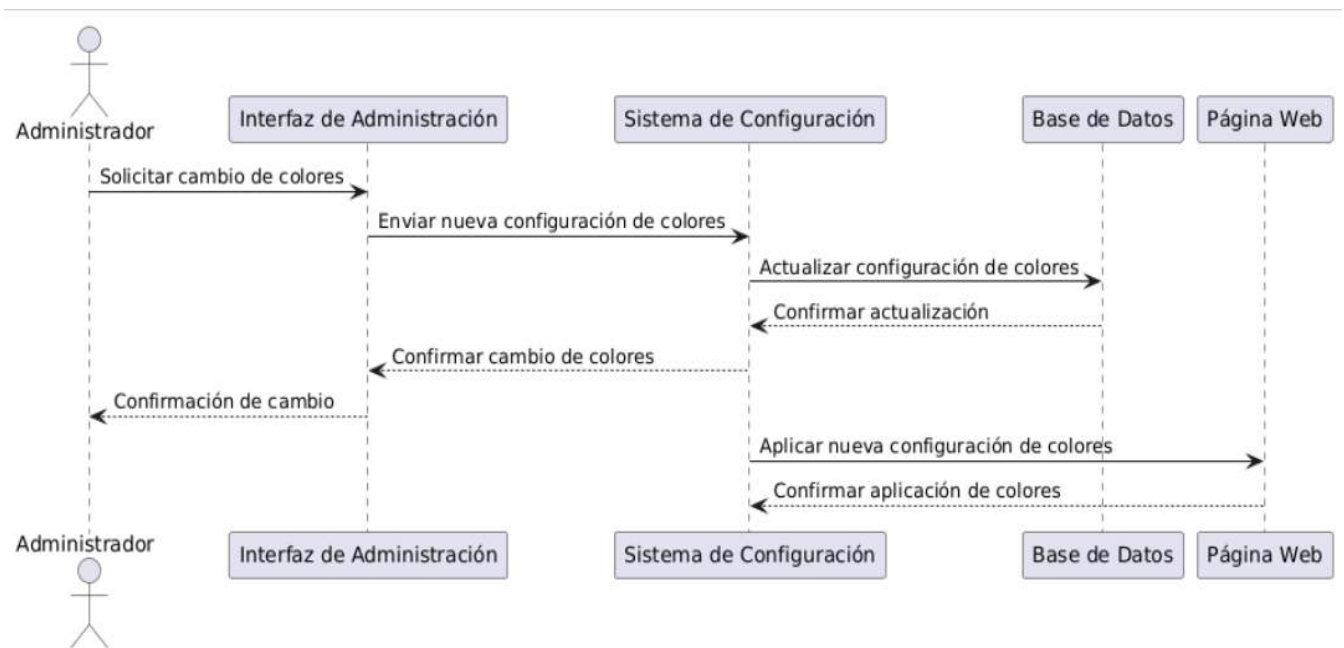 Administrador
Interfaz de Administración
Sistema de Configuración
Base de Datos
Página Web
Solicitar cambio de colores
Enviar nueva configuración de colores
Actualizar configuración de colores
Confirmar actualización
Confirmar cambio de colores
Confirmación de cambio
Aplicar nueva configuración de colores
Confirmar aplicación de colores
Administrador
Interfaz de Administración
Sistema de Configuración
Base de Datos
Página Web